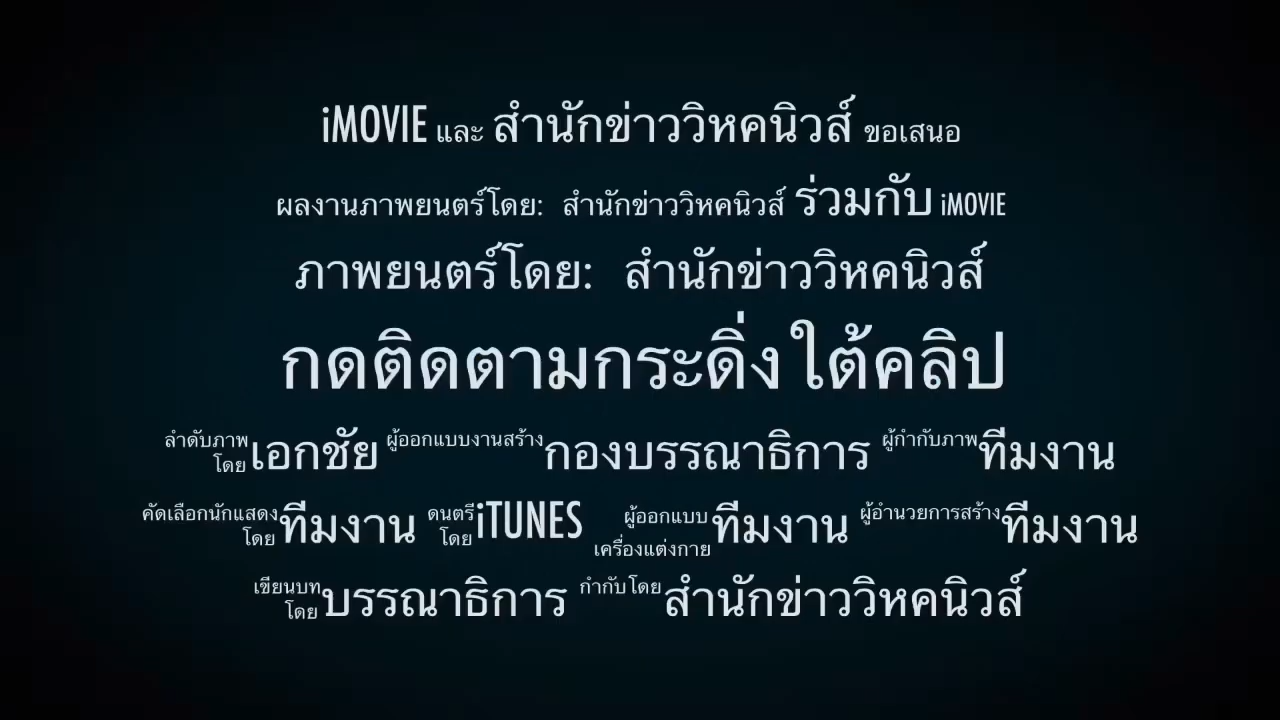 iMOVIE และ สำนักข่าววิหคนิวส์ ขอเสนอ
ผลงานภาพยนตร์โดย: สำนักข่าววิหคนิวส์ ร่วมกับ iMOVIE
ภาพยนตร์โดย: สำนักข่าววิหคนิวส์
กดติดตามกระดิ่ง ใต้คลิป
ลำดับภาพโดย เอกชัย ผู้ออกแบบงานสร้าง กองบรรณาธิการ ผู้กำกับภาพ ทีมงาน
คัดเลือกนักแสดงโดย ทีมงาน ดนตรีโดย iTUNES ผู้ออกแบบเครื่องแต่งกาย ทีมงาน ผู้อำนวยการสร้าง ทีมงาน
เขียนบทโดย บรรณาธิการ กำกับโดย สำนักข่าววิหคนิวส์